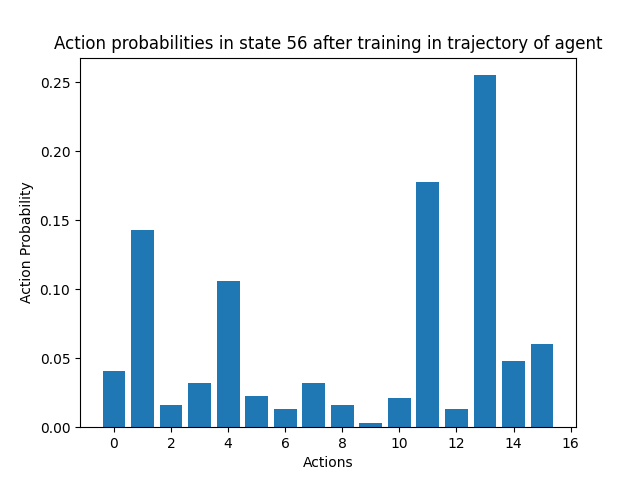 Action probabilities in state 56 after training in trajectory of agent
0.25
0.20
0.15
0.10
0.05
0.00
Action Probability
0 2 4 6 8 10 12 14 16
Actions